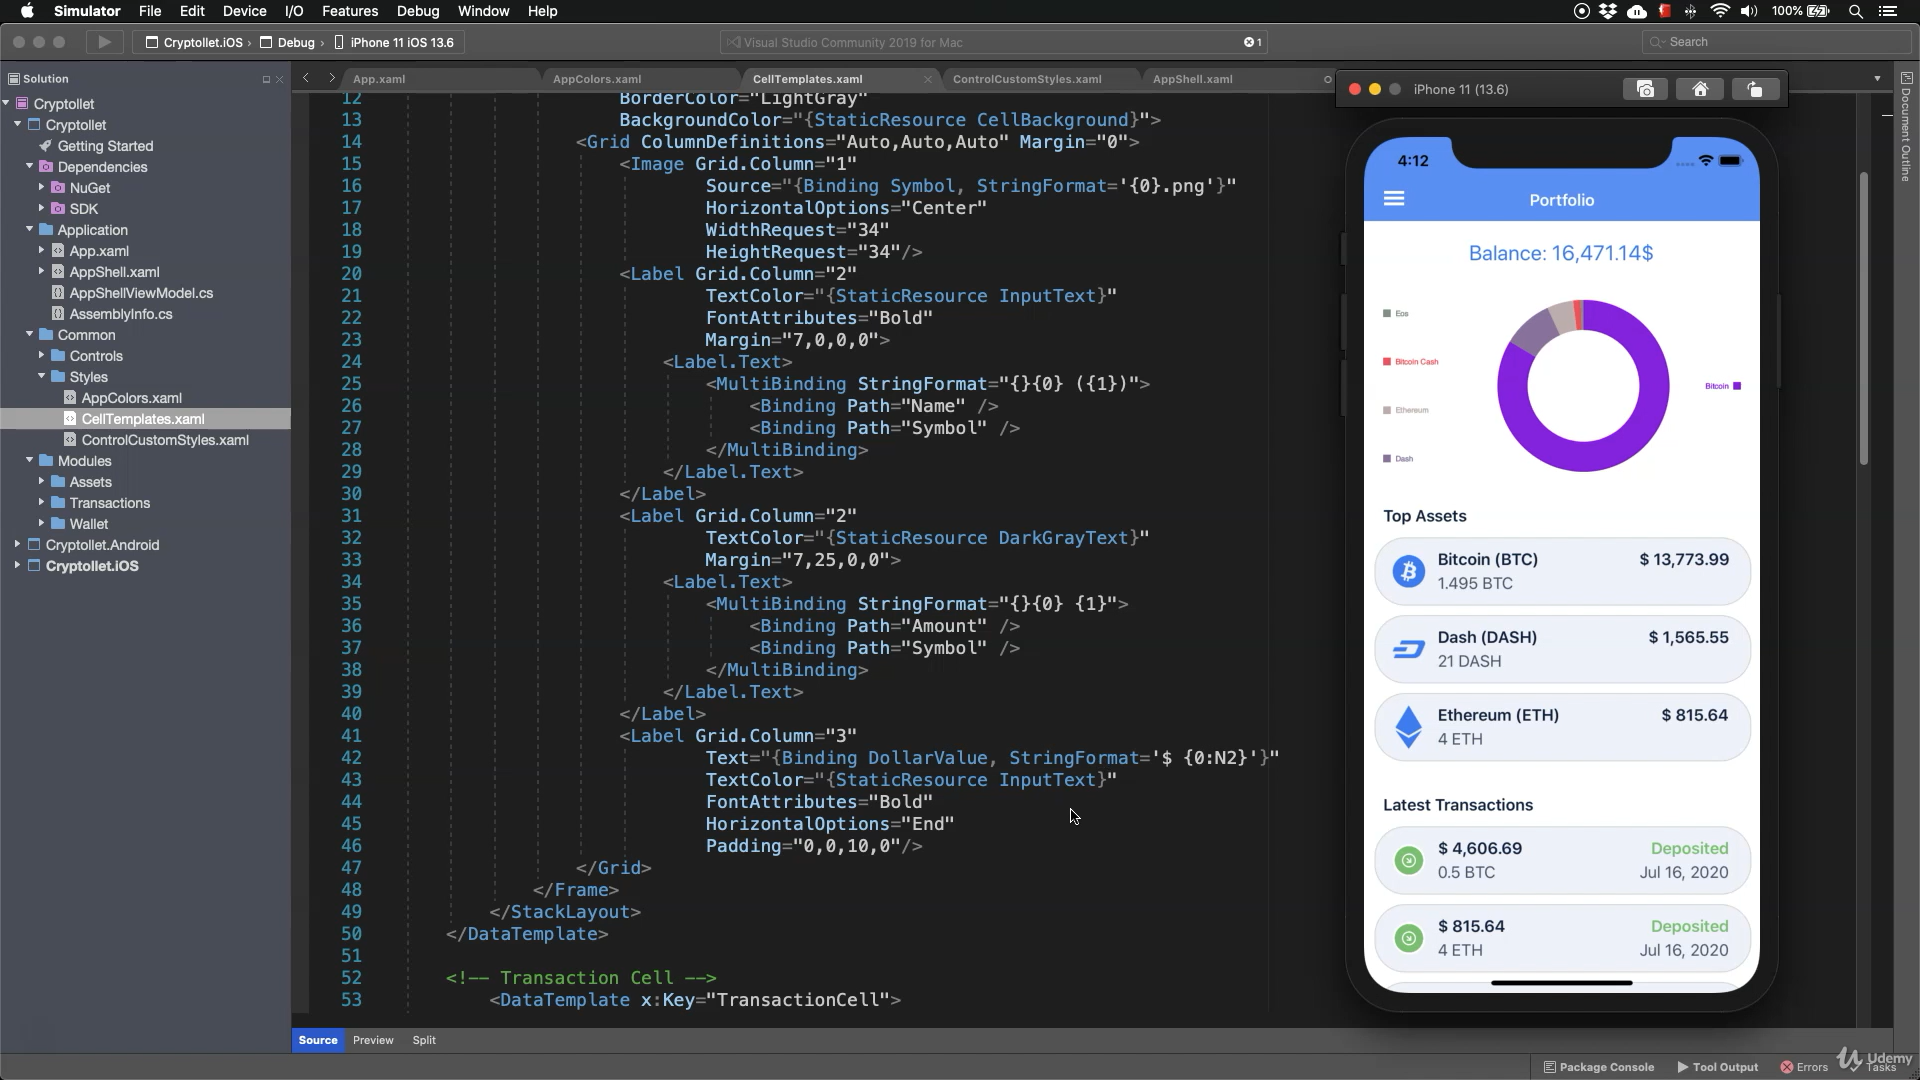 Simulator File Edit Device I/O Features Debug Window Help
100%
Cryptollet.iOS › Debug › iPhone 11 iOS 13.6
Visual Studio Community 2019 for Mac
1
Search
Solution
Cryptollet
Cryptollet
Getting Started
Dependencies
NuGet
SDK
Application
App.xaml
AppShell.xaml
AppShellViewModel.cs
AssemblyInfo.cs
Common
Controls
Styles
AppColors.xaml
CellTemplates.xaml
ControlCustomStyles.xaml
Modules
Assets
Transactions
Wallet
Cryptollet.Android
Cryptollet.iOS
App.xaml
AppColors.xaml
CellTemplates.xaml
ControlCustomStyles.xaml
AppShell.xaml
12 BorderColor="LightGray"
13 BackgroundColor="{StaticResource CellBackground}">
14 <Grid ColumnDefinitions="Auto,Auto,Auto" Margin="0">
15 <Image Grid.Column="1"
16 Source="{Binding Symbol, StringFormat='{0}.png'}"
17 HorizontalOptions="Center"
18 WidthRequest="34"
19 HeightRequest="34"/>
20 <Label Grid.Column="2"
21 TextColor="{StaticResource InputText}"
22 FontAttributes="Bold"
23 Margin="7,0,0,0">
24 <Label.Text>
25 <MultiBinding StringFormat="{}{0} ({1})">
26 <Binding Path="Name" />
27 <Binding Path="Symbol" />
28 </MultiBinding>
29 </Label.Text>
30 </Label>
31 <Label Grid.Column="2"
32 TextColor="{StaticResource DarkGrayText}"
33 Margin="7,25,0,0">
34 <Label.Text>
35 <MultiBinding StringFormat="{}{0} {1}">
36 <Binding Path="Amount" />
37 <Binding Path="Symbol" />
38 </MultiBinding>
39 </Label.Text>
40 </Label>
41 <Label Grid.Column="3"
42 Text="{Binding DollarValue, StringFormat='$ {0:N2}'}"
43 TextColor="{StaticResource InputText}"
44 FontAttributes="Bold"
45 HorizontalOptions="End"
46 Padding="0,0,10,0"/>
47 </Grid>
48 </Frame>
49 </StackLayout>
50 </DataTemplate>
51
52 <!-- Transaction Cell -->
53 <DataTemplate x:Key="TransactionCell">
Source Preview Split
iPhone 11 (13.6)
4:12
Portfolio
Balance: 16,471.14$
Eos
Bitcoin Cash
Ethereum
Dash
Bitcoin
Top Assets
Bitcoin (BTC) $ 13,773.99
1.495 BTC
Dash (DASH) $ 1,565.55
21 DASH
Ethereum (ETH) $ 815.64
4 ETH
Latest Transactions
$ 4,606.69 Deposited
0.5 BTC Jul 16, 2020
$ 815.64 Deposited
4 ETH Jul 16, 2020
Document Outline
Package Console Tool Output Errors Tasks
Udemy